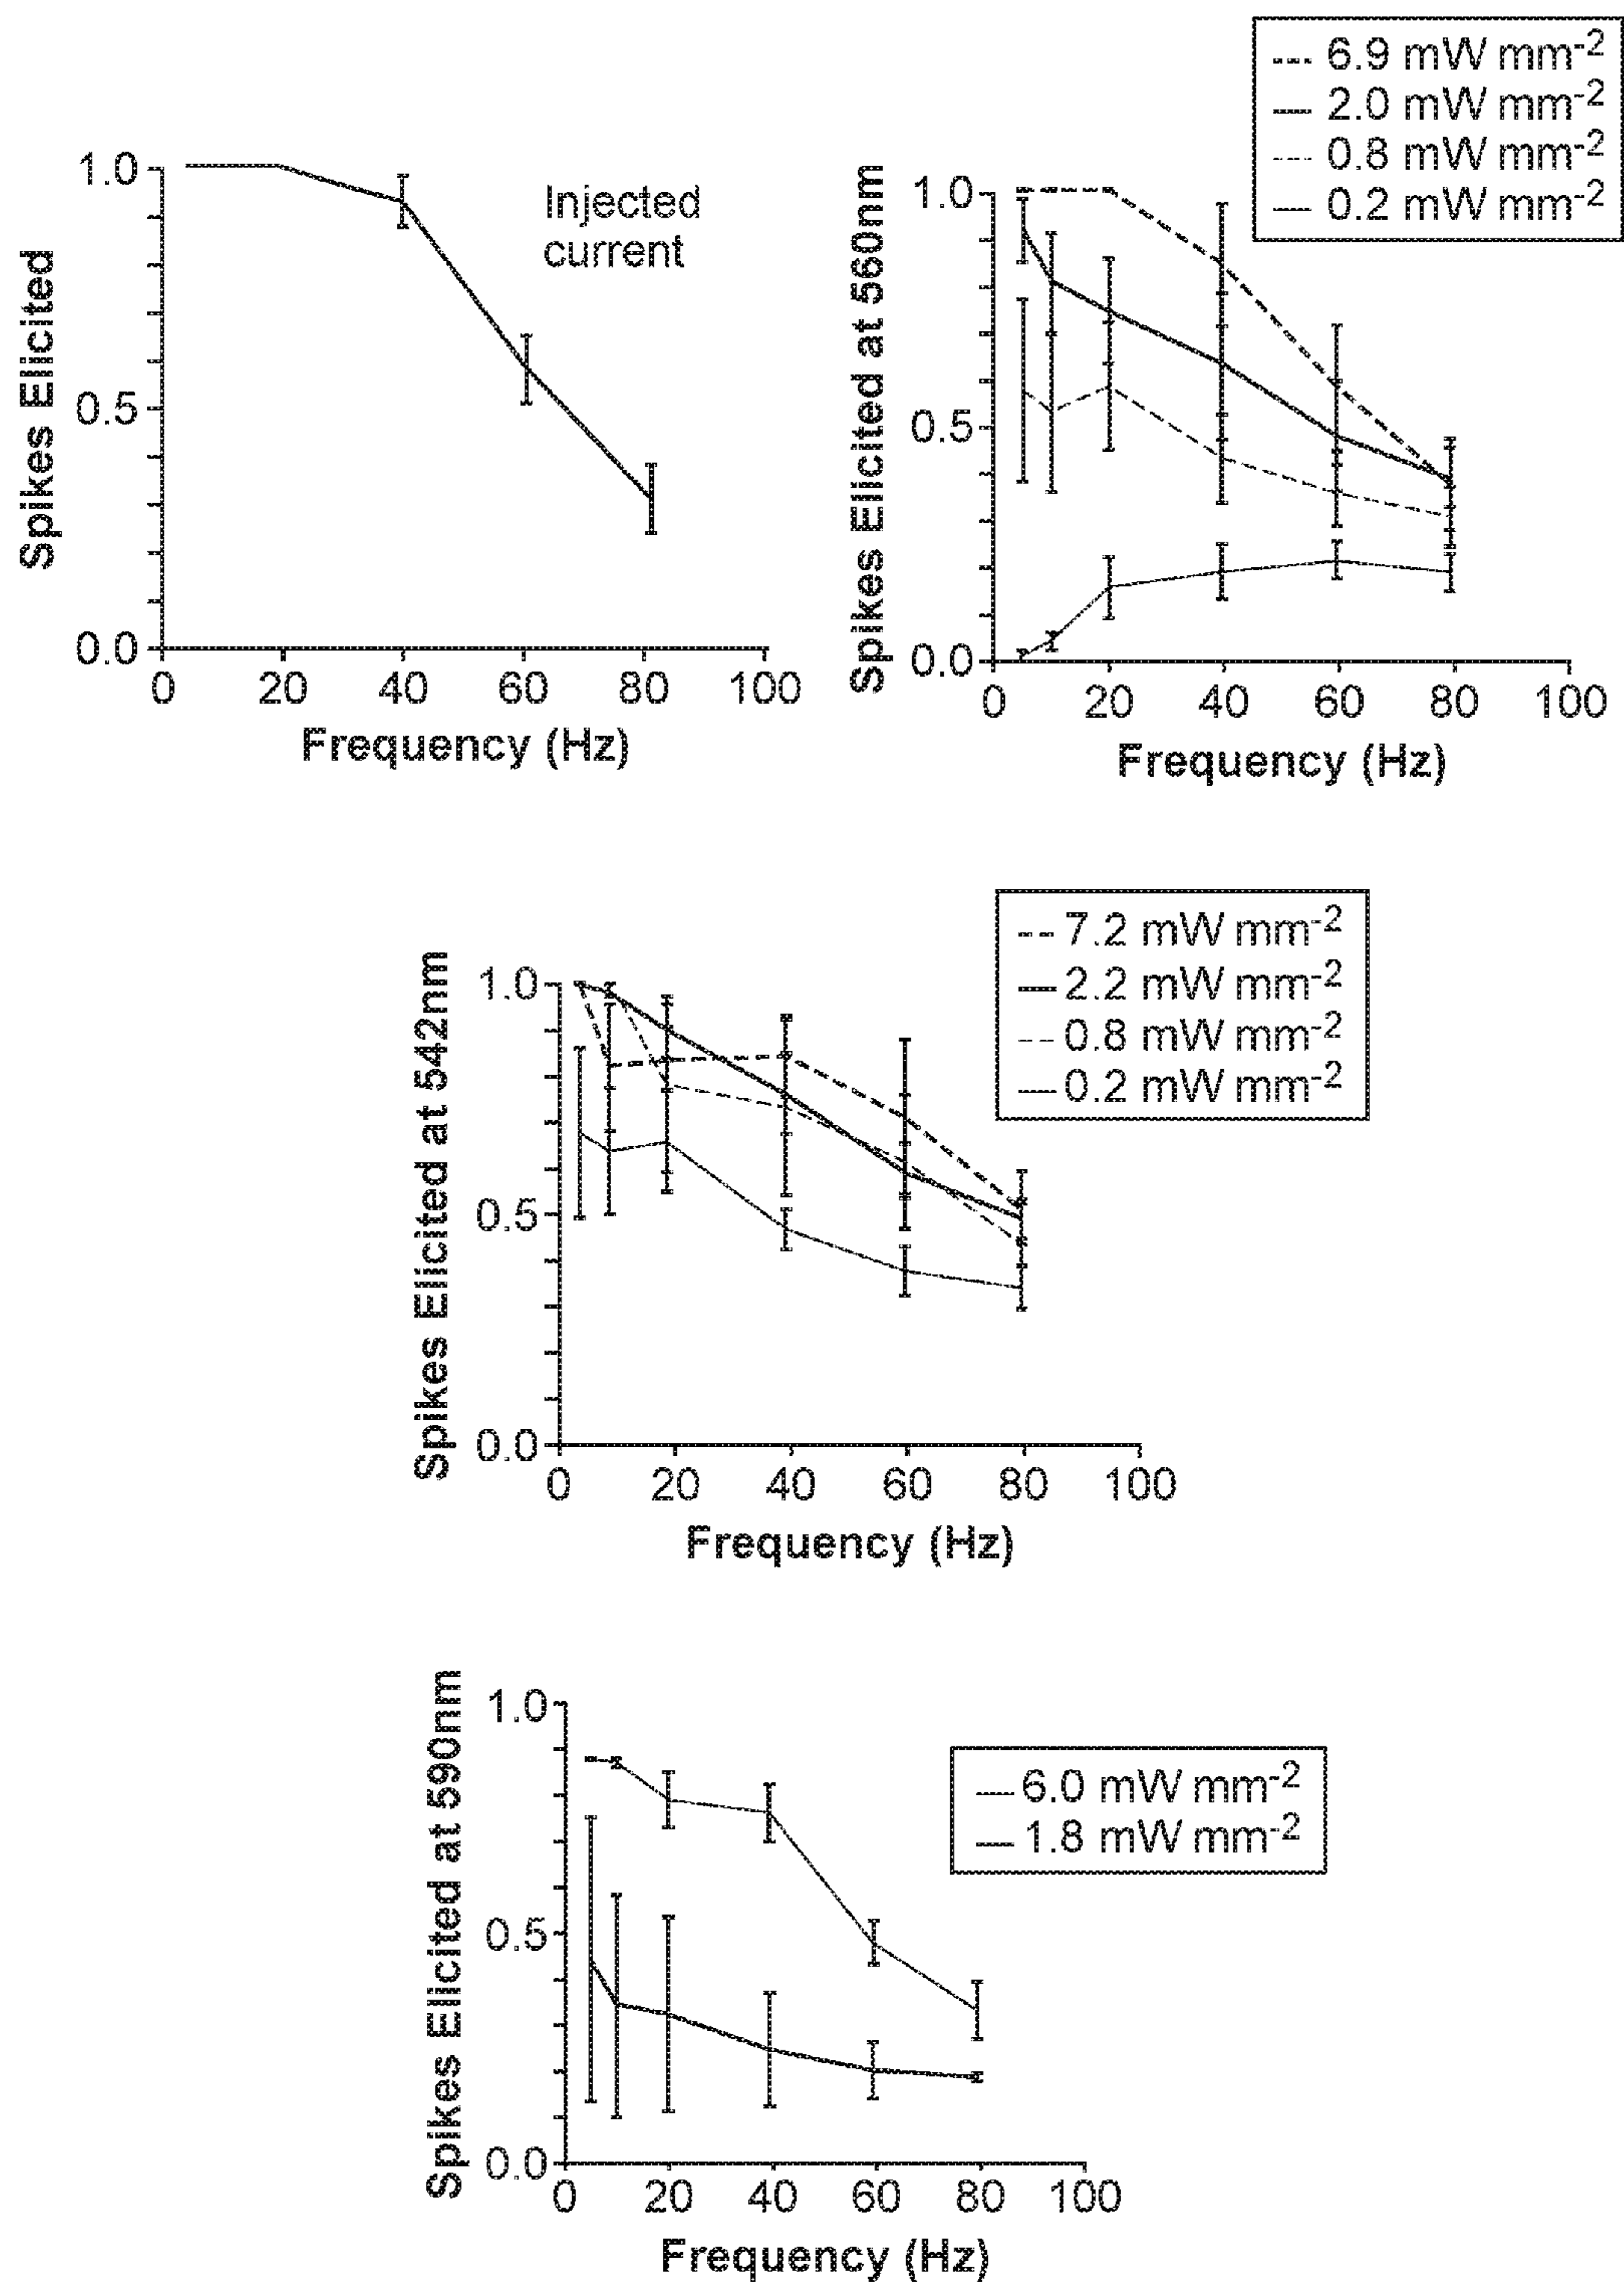 Spikes Elicited
1.0
0.5
0.0
Injected
current
0 20 40 60 80 100
Frequency (Hz)
6.9 mW mm-2
2.0 mW mm-2
0.8 mW mm-2
0.2 mW mm-2
Spikes Elicited at 560nm
1.0
0.5
0.0
0 20 40 60 80 100
Frequency (Hz)
7.2 mW mm-2
2.2 mW mm-2
0.8 mW mm-2
0.2 mW mm-2
Spikes Elicited at 542nm
1.0
0.5
0.0
0 20 40 60 80 100
Frequency (Hz)
Spikes Elicited at 590nm
1.0
0.5
0.0
6.0 mW mm-2
1.8 mW mm-2
0 20 40 60 80 100
Frequency (Hz)